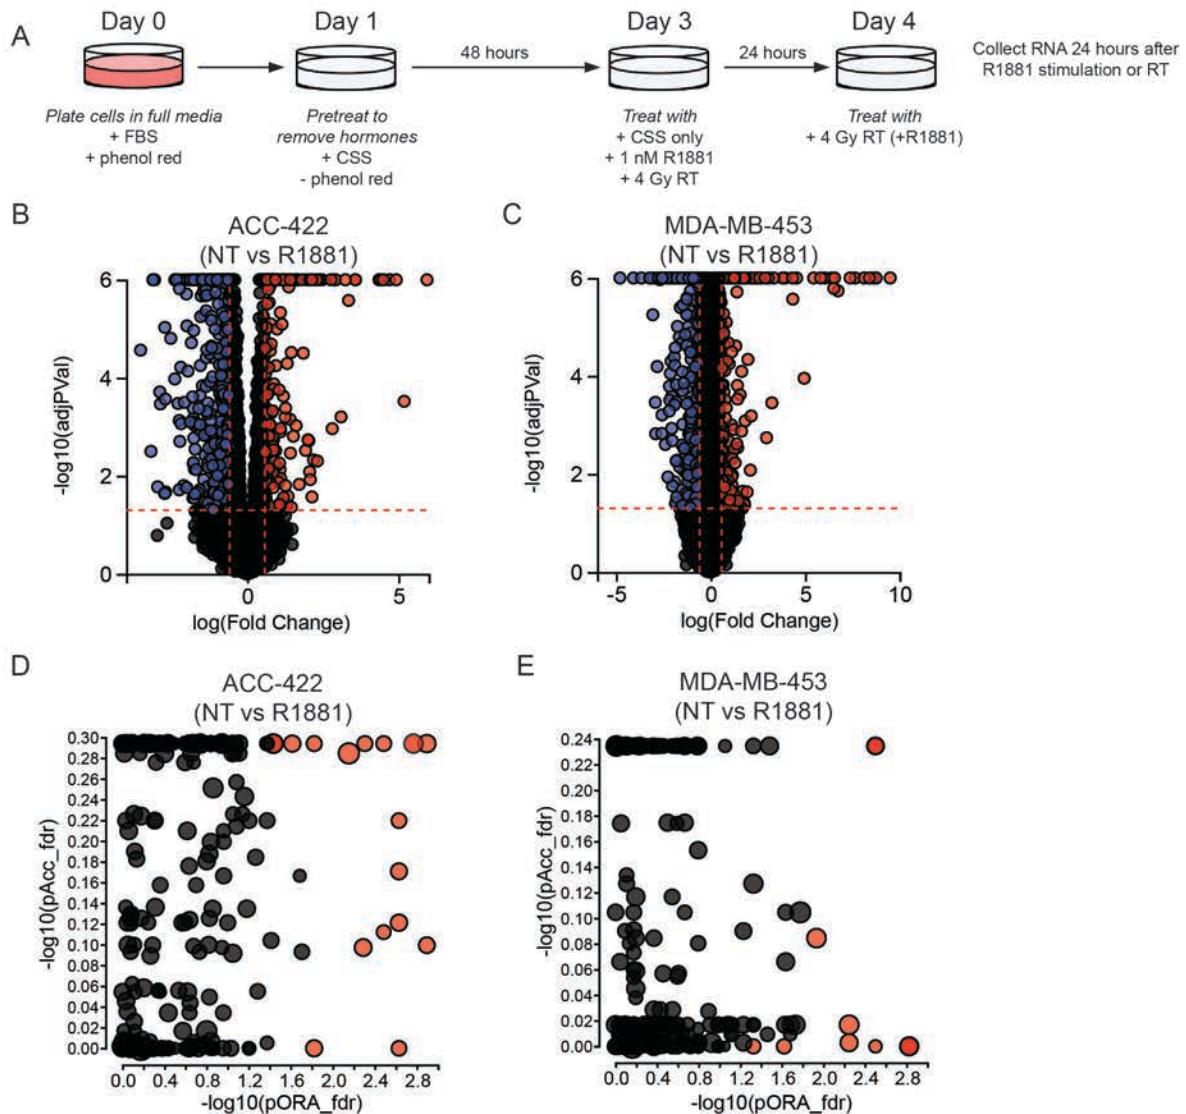 A
Day 0
Day 1
Day 3
Day 4
48 hours
24 hours
Collect RNA 24 hours after
R1881 stimulation or RT
Plate cells in full media
+ FBS
+ phenol red
Pretreat to
remove hormones
+ CSS
- phenol red
Treat with
+ CSS only
+ 1 nM R1881
+ 4 Gy RT
Treat with
+ 4 Gy RT (+R1881)
B
ACC-422
(NT vs R1881)
-log10(adjPVal)
6
4
2
0
0
5
log(Fold Change)
C
MDA-MB-453
(NT vs R1881)
-log10(adjPVal)
6
4
2
0
-5
0
5
10
log(Fold Change)
D
ACC-422
(NT vs R1881)
-log10(pAcc_fdr)
0.30
0.28
0.26
0.24
0.22
0.20
0.18
0.16
0.14
0.12
0.10
0.08
0.06
0.04
0.02
0.00
0.0 0.4 0.8 1.2 1.6 2.0 2.4 2.8
-log10(pORA_fdr)
E
MDA-MB-453
(NT vs R1881)
-log10(pAcc_fdr)
0.24
0.22
0.20
0.18
0.16
0.14
0.12
0.10
0.08
0.06
0.04
0.02
0.00
0.0 0.4 0.8 1.2 1.6 2.0 2.4 2.8
-log10(pORA_fdr)